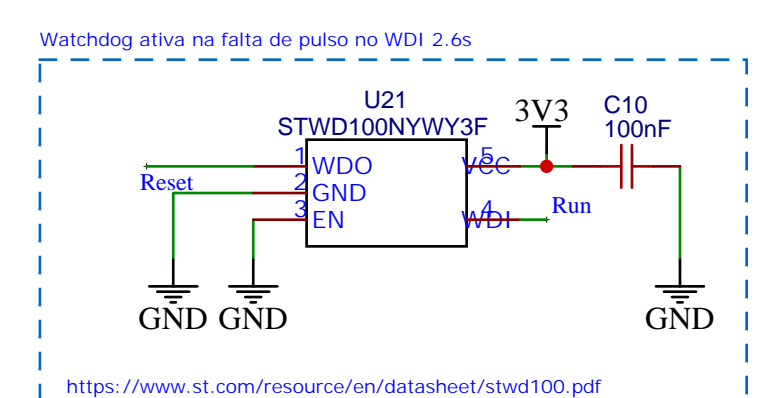 Watchdog ativa na falta de pulso no WDI 2.6s
U21
STWD100NYWY3F
3V3
C10
100nF
1
WDO
5
VCC
Reset
2
GND
3
EN
4
WDI
Run
GND
GND
GND
https://www.st.com/resource/en/datasheet/stwd100.pdf